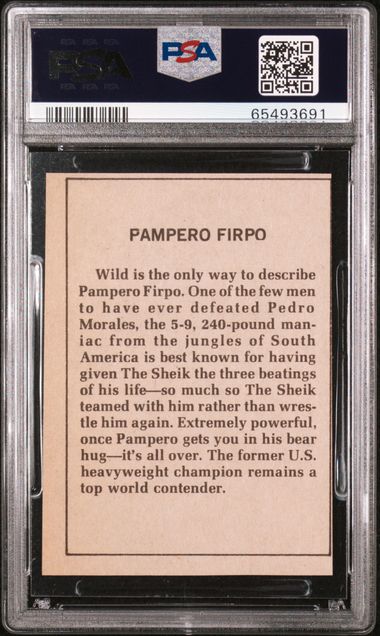 PSA
PSA
65493691
PAMPERO FIRPO
Wild is the only way to describe
Pampero Firpo. One of the few men
to have ever defeated Pedro
Morales, the 5-9, 240-pound man-
iac from the jungles of South
America is best known for having
given The Sheik the three beatings
of his life—so much so The Sheik
teamed with him rather than wres-
tle him again. Extremely powerful,
once Pampero gets you in his bear
hug—it's all over. The former U.S.
heavyweight champion remains a
top world contender.